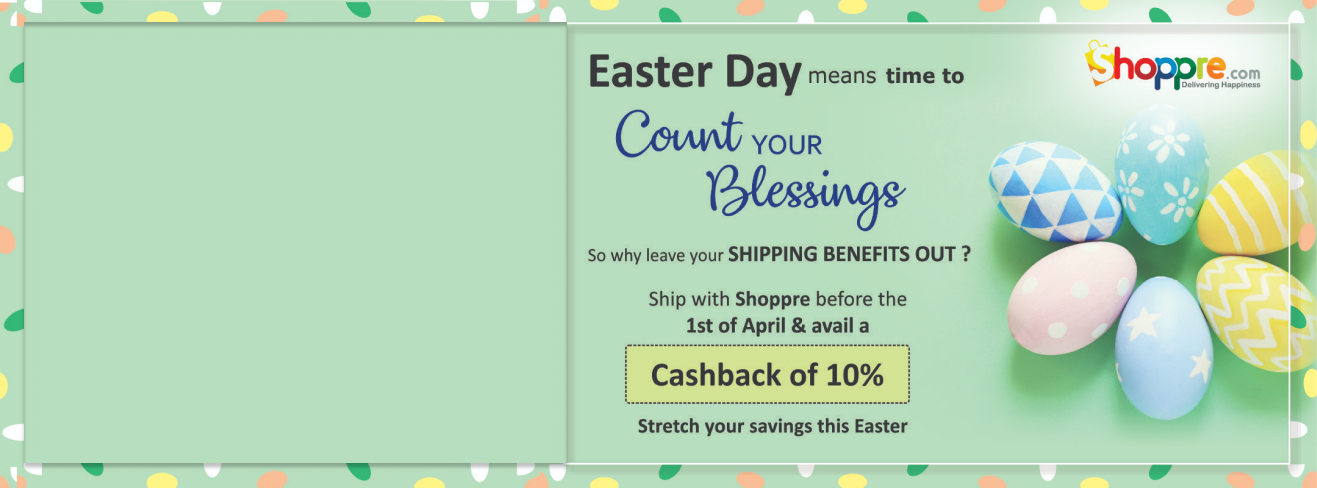 Easter Day means time to
Count YOUR
Blessings
So why leave your SHIPPING BENEFITS OUT ?
Ship with Shoppre before the
1st of April & avail a
Cashback of 10%
Stretch your savings this Easter
Shoppre.com
Delivering Happiness